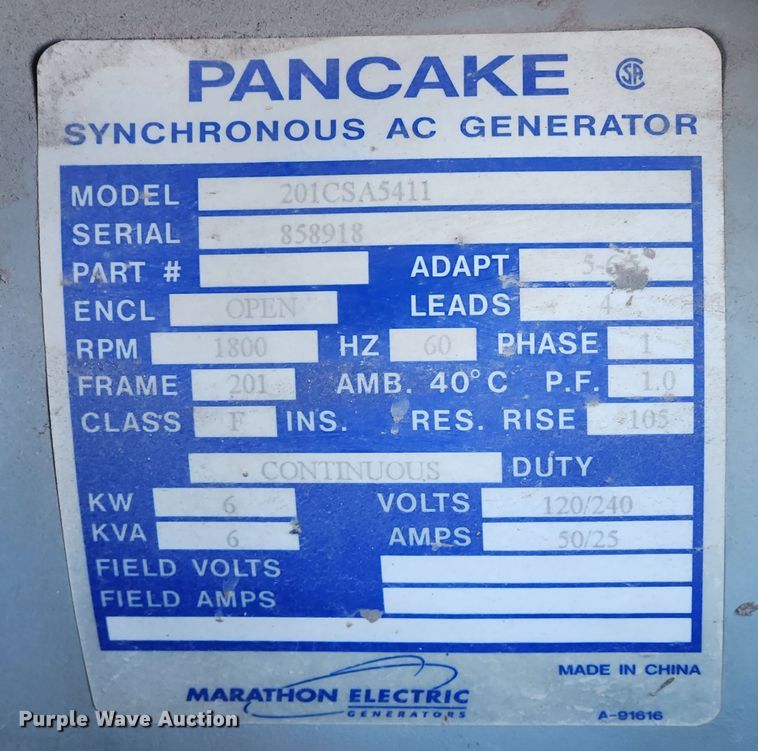 PANCAKE
SA
SYNCHRONOUS AC GENERATOR
MODEL 201CSA5411
SERIAL 858918
PART # ADAPT
ENCL OPEN LEADS 4
RPM 1800 HZ 60 PHASE 1
FRAME 201 AMB. 40°C P.F. 1.0
CLASS F INS. RES. RISE 105
CONTINUOUS DUTY
KW 6 VOLTS 120/240
KVA 6 AMPS 50/25
FIELD VOLTS
FIELD AMPS
MADE IN CHINA
MARATHON ELECTRIC
GENERATORS
A-91616
Purple Wave Auction